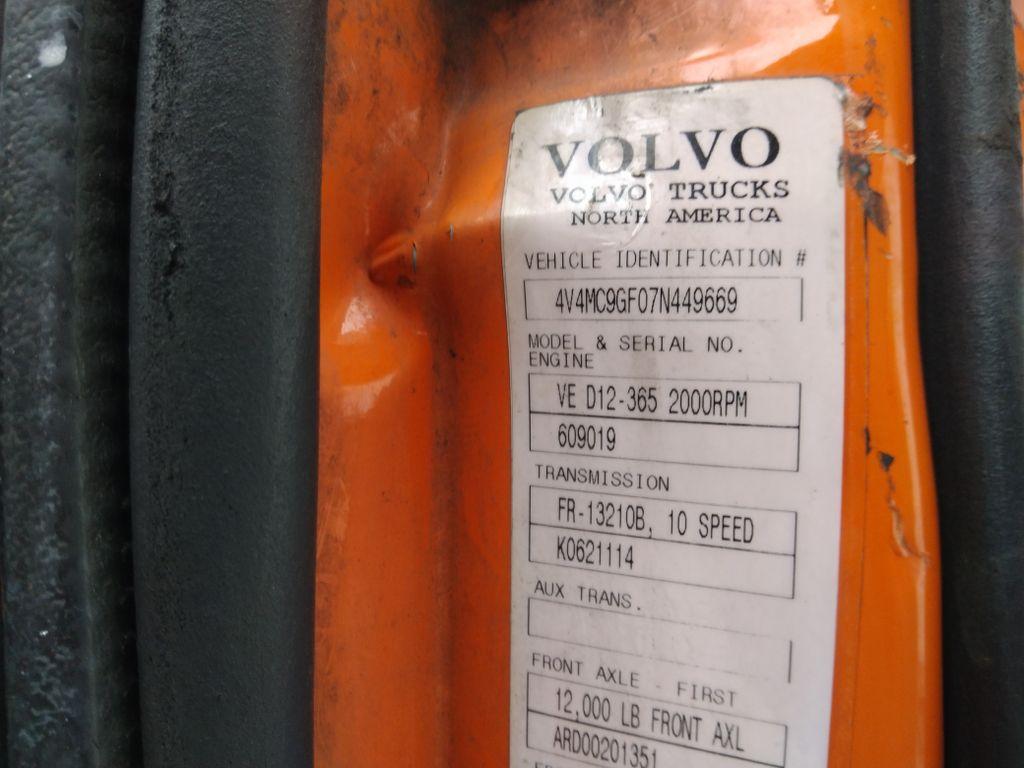 VOLVO
VOLVO TRUCKS
NORTH AMERICA
VEHICLE IDENTIFICATION #
4V4MC9GF07N449669
MODEL & SERIAL NO.
ENGINE
VE D12-365 2000RPM
609019
TRANSMISSION
FR-13210B, 10 SPEED
K0621114
AUX TRANS.
FRONT AXLE - FIRST
12,000 LB FRONT AXL
ARD00201351